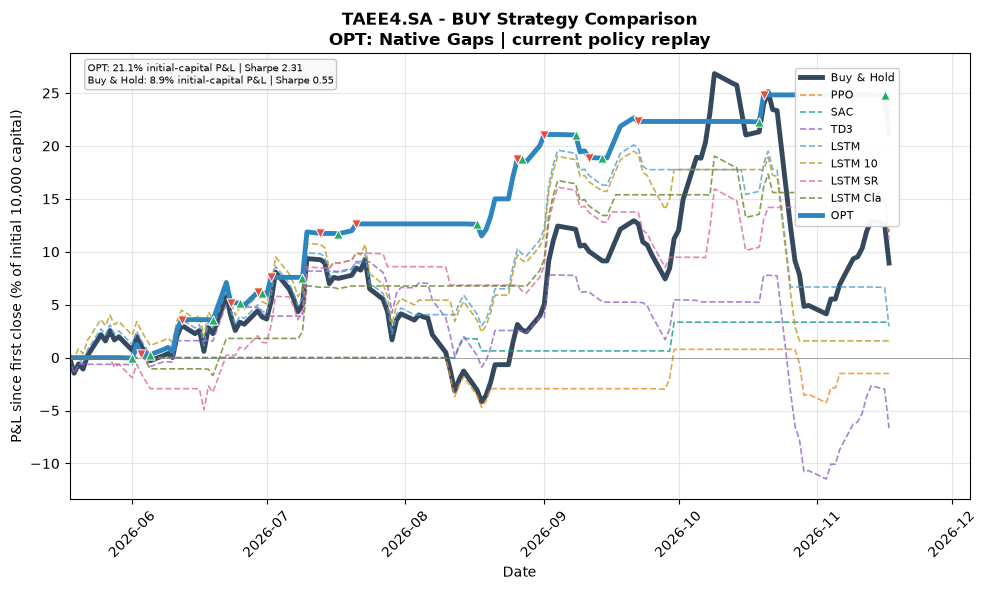 TAEE4.SA - BUY Strategy Comparison
OPT: Native Gaps | current policy replay
OPT: 21.1% initial-capital P&L | Sharpe 2.31
Buy & Hold: 8.9% initial-capital P&L | Sharpe 0.55
Buy & Hold
PPO
SAC
TD3
LSTM
LSTM 10
LSTM SR
LSTM Cla
OPT
P&L since first close (% of initial 10,000 capital)
25
20
15
10
5
0
−5
−10
2026-06
2026-07
2026-08
2026-09
2026-10
2026-11
2026-12
Date